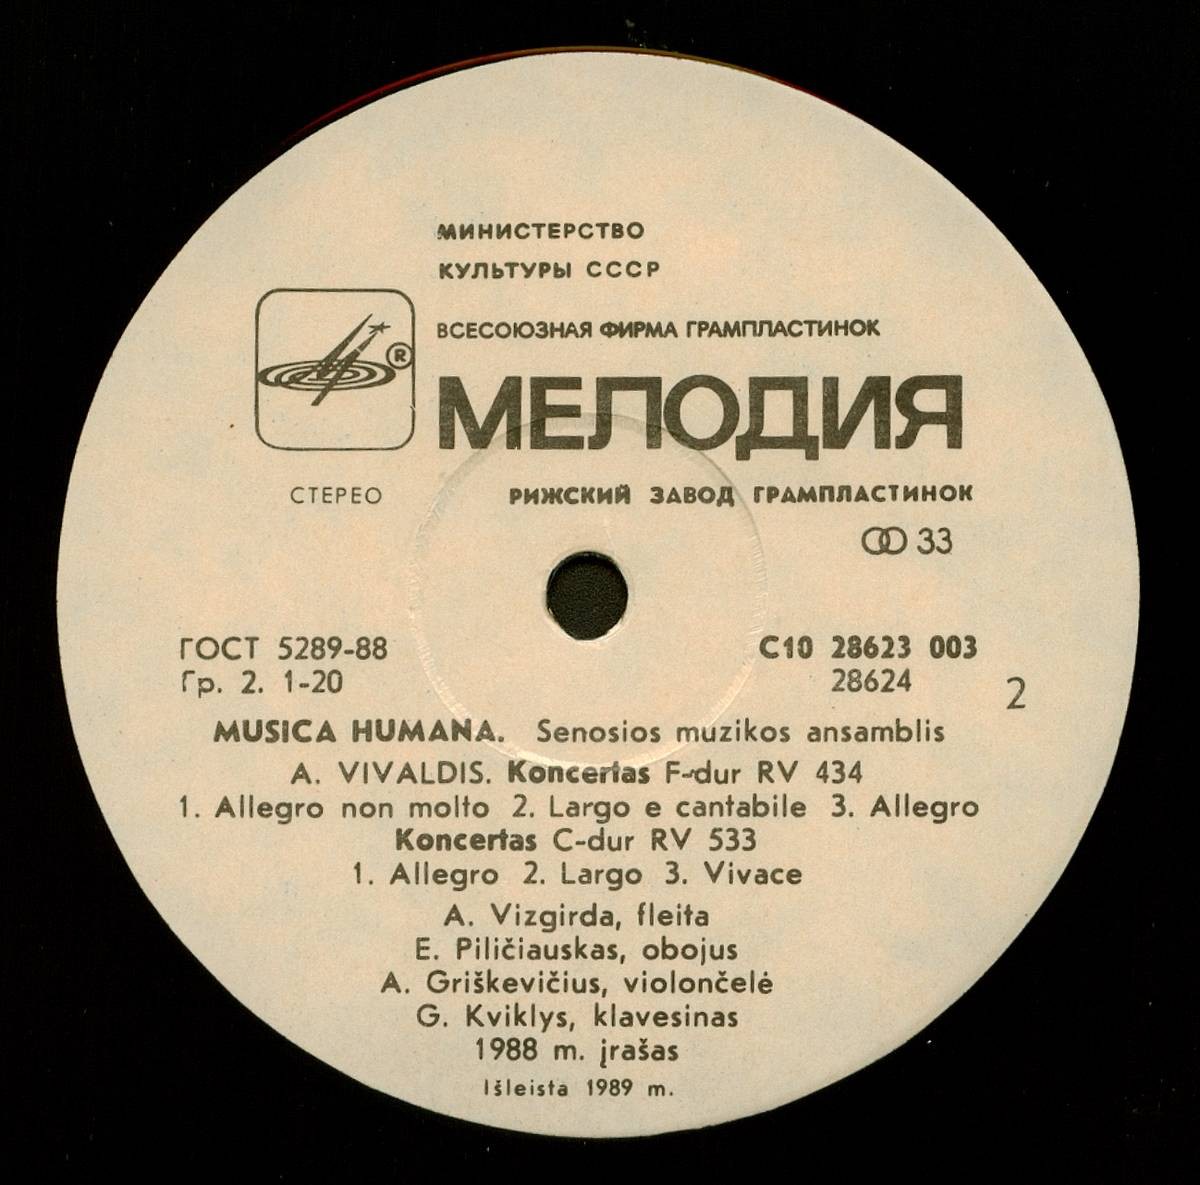 МИНИСТЕРСТВО
КУЛЬТУРЫ СССР
ВСЕСОЮЗНАЯ ФИРМА ГРАМПЛАСТИНОК
®
МЕЛОДИЯ
СТЕРЕО
РИЖСКИЙ ЗАВОД ГРАМПЛАСТИНОК
33
ГОСТ 5289-88
Гр. 2. 1-20
С10 28623 003
28624
2
MUSICA HUMANA. Senosios muzikos ansamblis
A. VIVALDIS. Koncertas F-dur RV 434
1. Allegro non molto 2. Largo e cantabile 3. Allegro
Koncertas C-dur RV 533
1. Allegro 2. Largo 3. Vivace
A. Vizgirda, fleita
E. Piličiauskas, obojus
A. Griškevičius, violončelė
G. Kviklys, klavesinas
1988 m. įrašas
Išleista 1989 m.